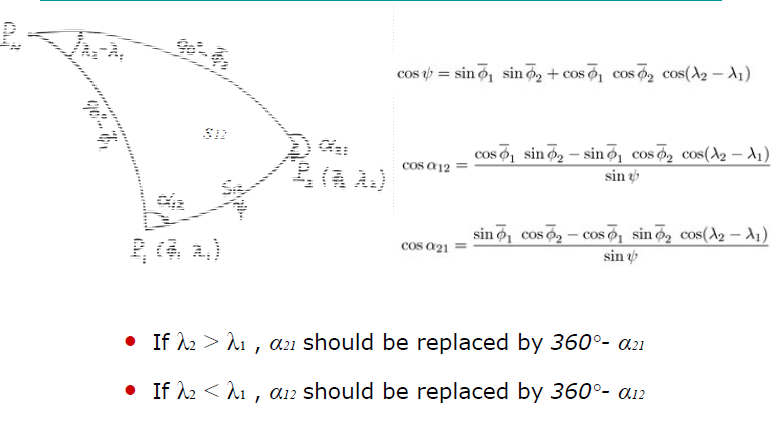 P_N
λ₂-λ₁
90°-φ̄₂
90°-φ̄₁
S12
α₂₁
P₂ (φ̄₂ λ₂)
S₁₂
ψ
α₁₂
P₁ (φ̄₁ λ₁)
cos ψ = sin φ̄₁ sin φ̄₂ + cos φ̄₁ cos φ̄₂ cos(λ₂ − λ₁)
cos α₁₂ = (cos φ̄₁ sin φ̄₂ − sin φ̄₁ cos φ̄₂ cos(λ₂ − λ₁)) / sin ψ
cos α₂₁ = (sin φ̄₁ cos φ̄₂ − cos φ̄₁ sin φ̄₂ cos(λ₂ − λ₁)) / sin ψ
• If λ₂ > λ₁ , α₂₁ should be replaced by 360°- α₂₁
• If λ₂ < λ₁ , α₁₂ should be replaced by 360°- α₁₂